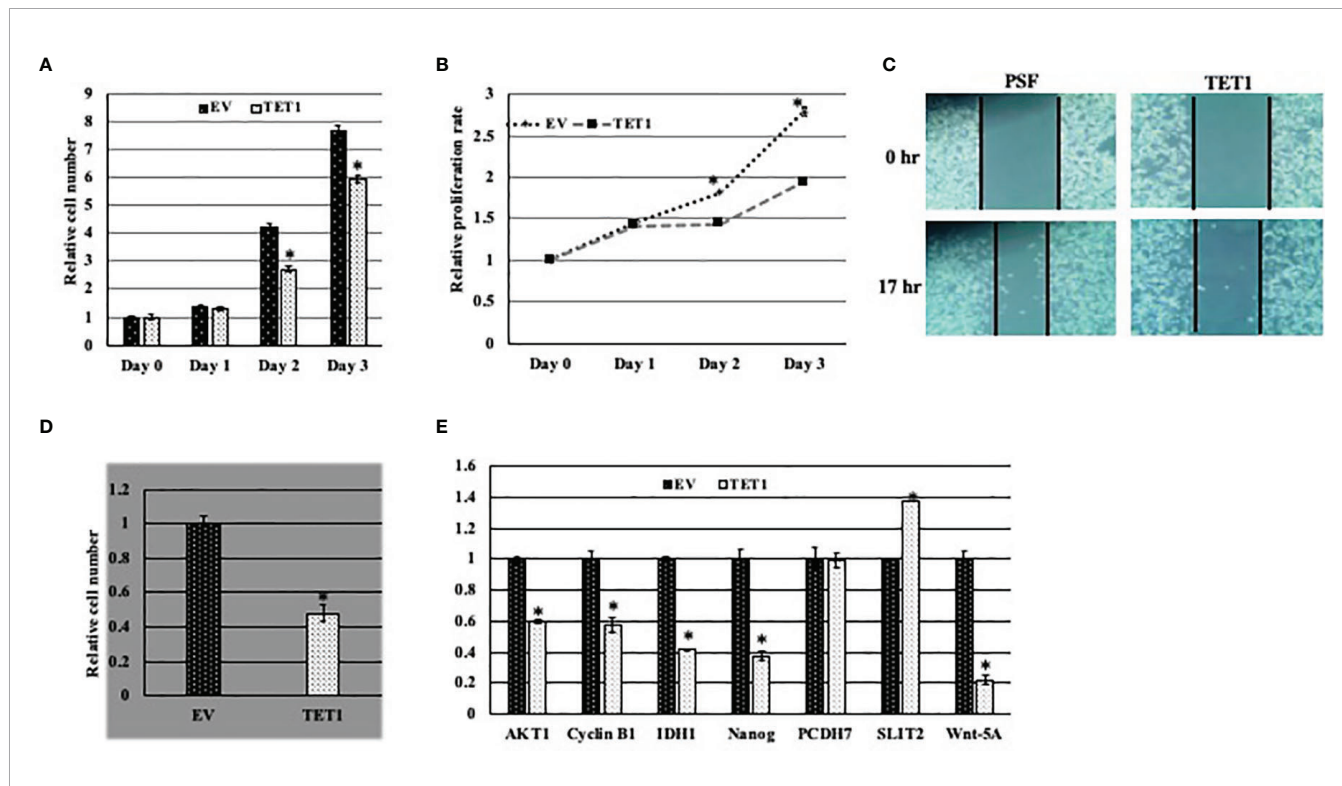 A
Relative cell number
9
8
7
6
5
4
3
2
1
0
EV TET1
*
*
Day 0 Day 1 Day 2 Day 3
B
Relative proliferation rate
3
2.5
2
1.5
1
0.5
0
EV TET1
*
*
Day 0 Day 1 Day 2 Day 3
C
PSF TET1
0 hr
17 hr
D
Relative cell number
1.2
1
0.8
0.6
0.4
0.2
0
*
EV TET1
E
1.6
1.4
1.2
1
0.8
0.6
0.4
0.2
0
EV TET1
* * * * * *
AKT1 Cyclin B1 IDH1 Nanog PCDH7 SLIT2 Wnt-5A